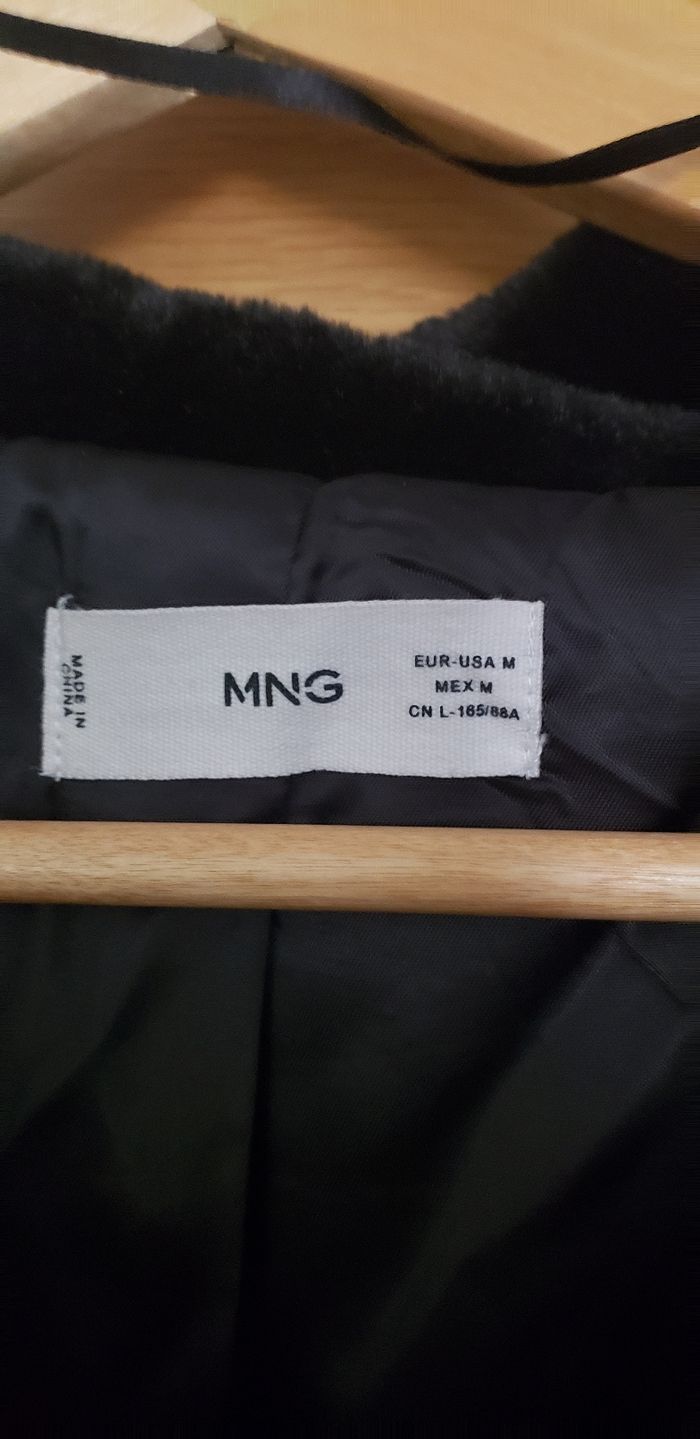 MADE IN
CHINA
MNG
EUR-USA M
MEX M
CN L-165/88A